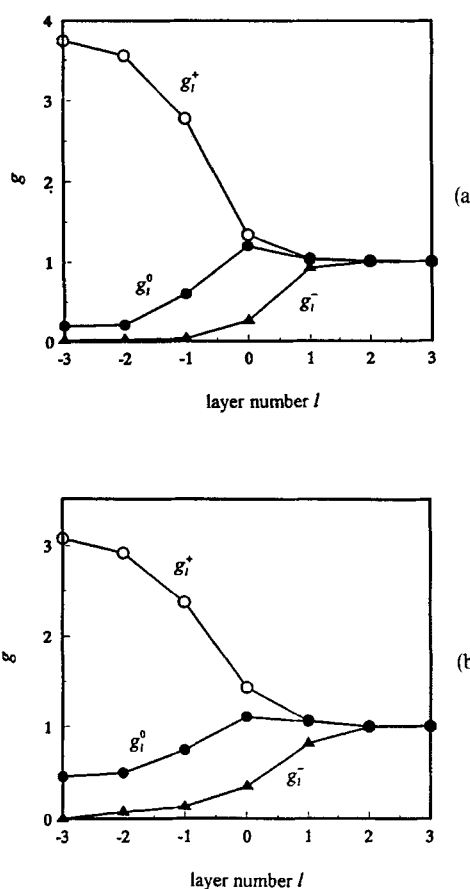 4
3
2
1
0
g
g_l^+
g_l^0
g_l^-
(a
-3 -2 -1 0 1 2 3
layer number l
3
2
1
0
g
g_l^+
g_l^0
g_l^-
(b
-3 -2 -1 0 1 2 3
layer number l